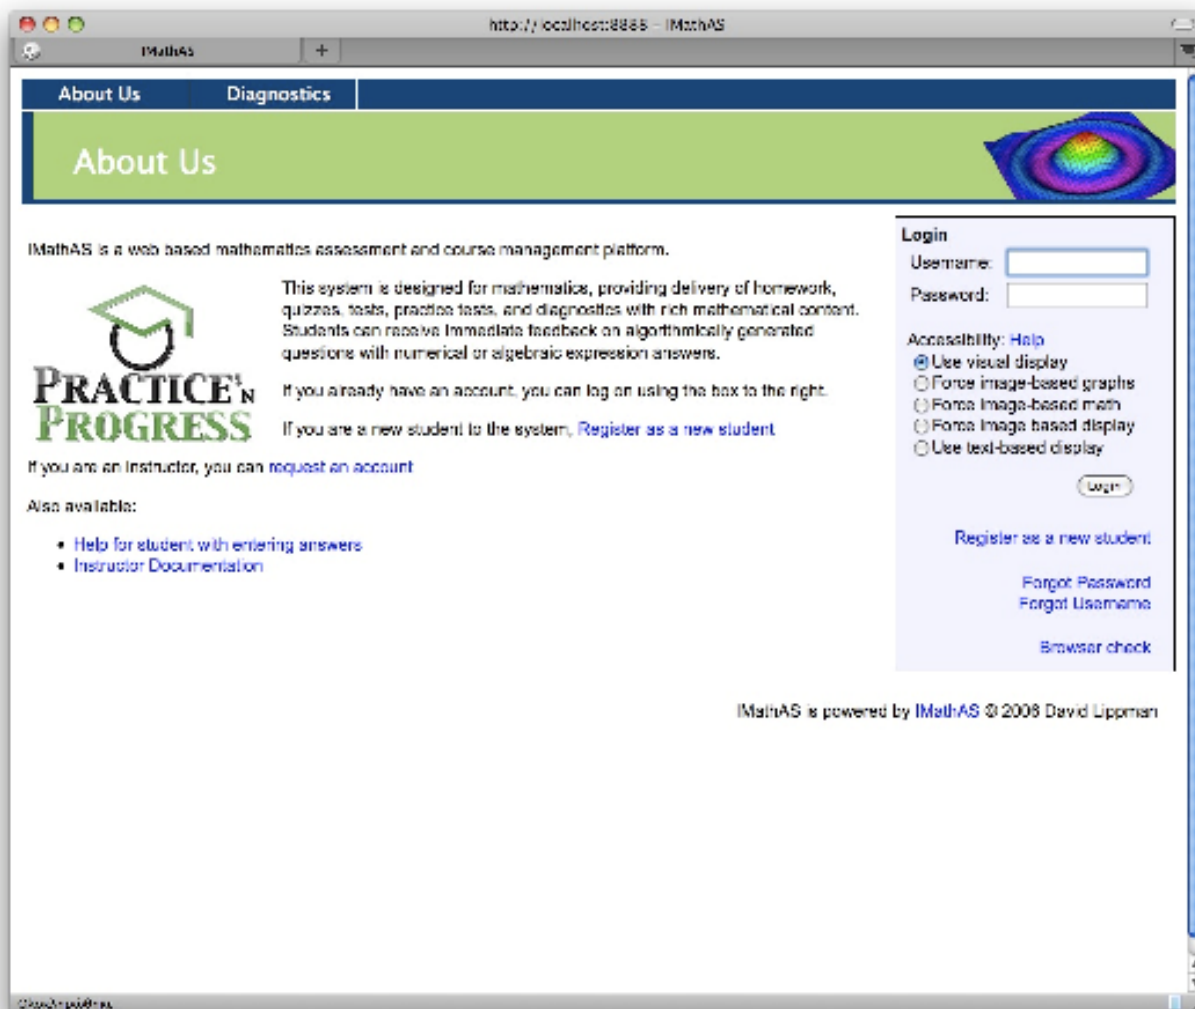 http://localhost:8888 – IMathAS
IMathAS
About Us
Diagnostics
About Us
IMathAS is a web based mathematics assessment and course management platform.
PRACTICE'N
PROGRESS
This system is designed for mathematics, providing delivery of homework,
quizzes, tests, practice tests, and diagnostics with rich mathematical content.
Students can receive immediate feedback on algorithmically generated
questions with numerical or algebraic expression answers.
If you already have an account, you can log on using the box to the right.
If you are a new student to the system, Register as a new student
If you are an instructor, you can request an account
Also available:
• Help for student with entering answers
• Instructor Documentation
Login
Username:
Password:
Accessibility: Help
Use visual display
Force image-based graphs
Force image-based math
Force image based display
Use text-based display
Login
Register as a new student
Forgot Password
Forgot Username
Browser check
IMathAS is powered by IMathAS © 2006 David Lippman